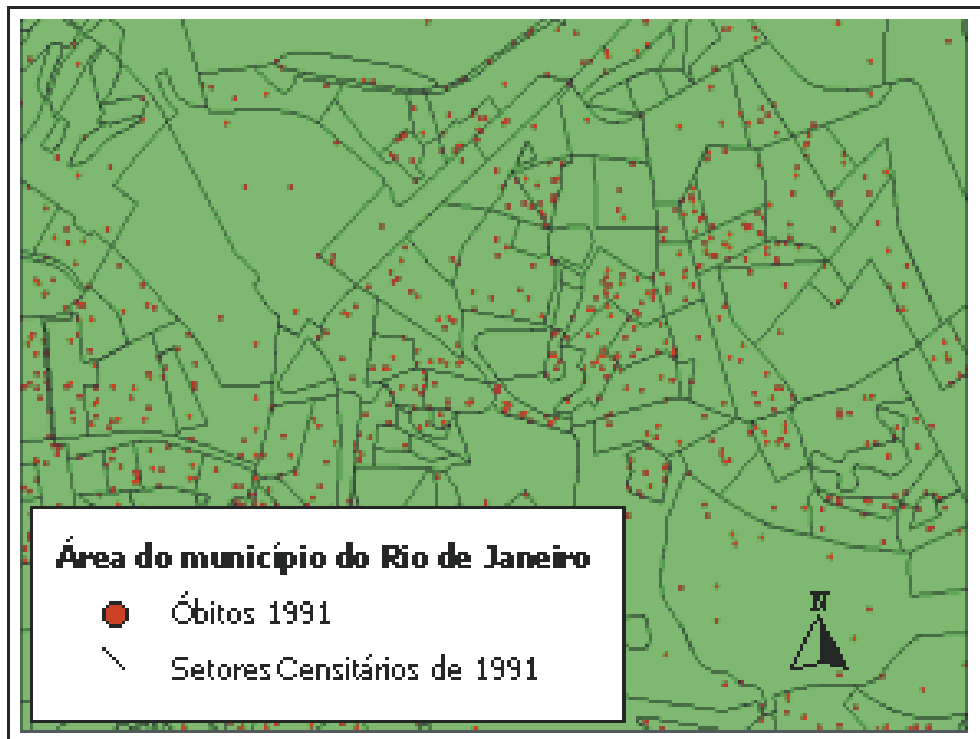 Área do município do Rio de Janeiro
Óbitos 1991
Setores Censitários de 1991
N